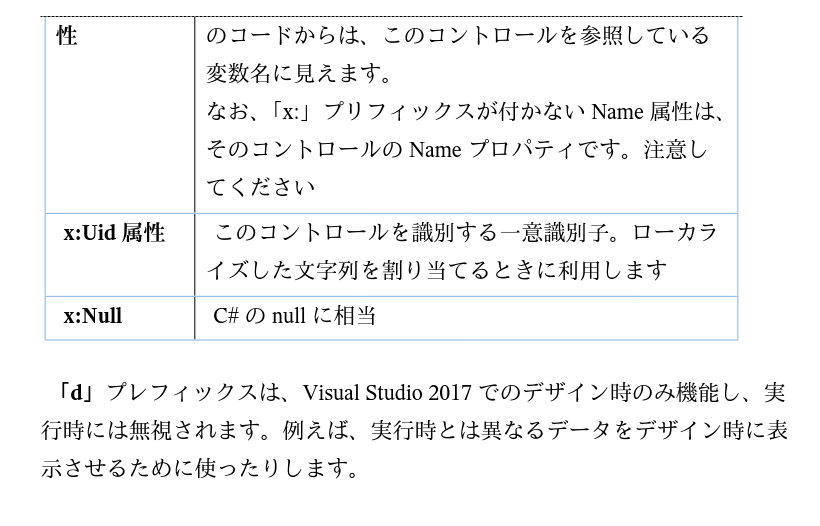 性
のコードからは、このコントロールを参照している
変数名に見えます。
なお、「x:」プリフィックスが付かない Name 属性は、
そのコントロールの Name プロパティです。注意し
てください
x:Uid 属性
このコントロールを識別する一意識別子。ローカラ
イズした文字列を割り当てるときに利用します
x:Null
C# の null に相当
「d」プレフィックスは、Visual Studio 2017 でのデザイン時のみ機能し、実
行時には無視されます。例えば、実行時とは異なるデータをデザイン時に表
示させるために使ったりします。